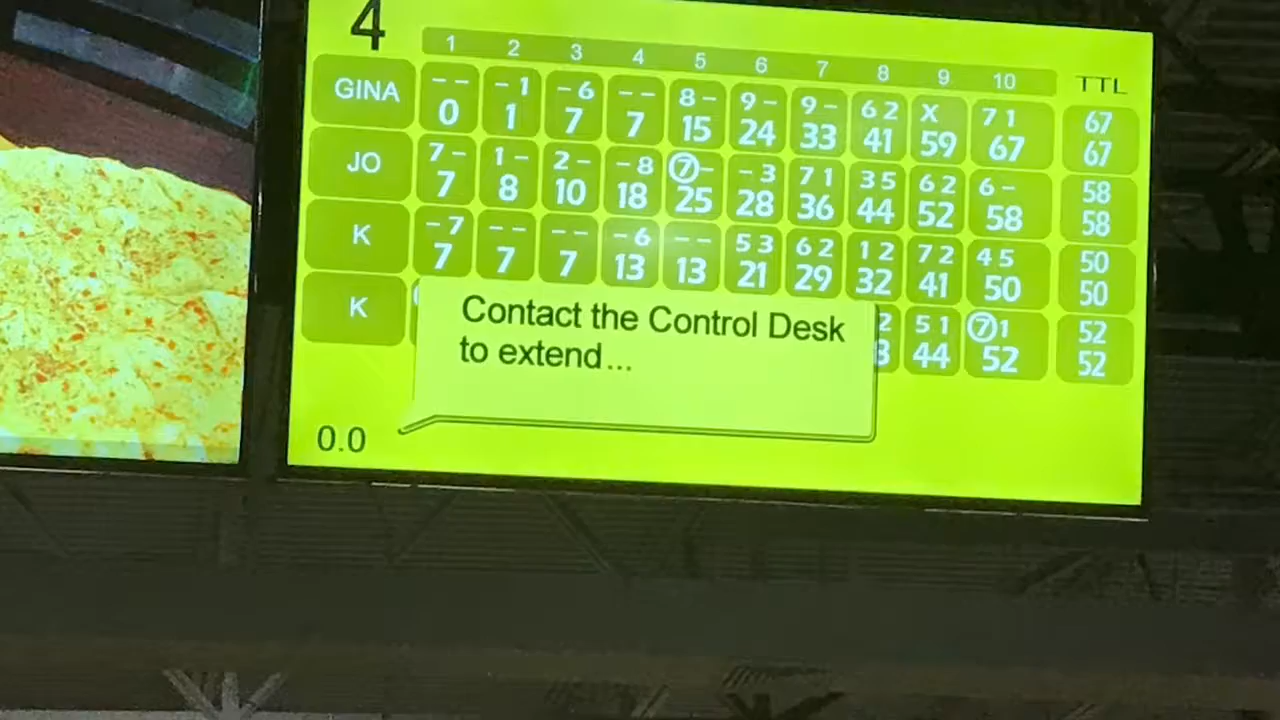 4
1 2 3 4 5 6 7 8 9 10 TTL
GINA - - - 1 - 6 - - 8 - 9 - 9 - 6 2 X 7 1 67
0 1 7 7 15 24 33 41 59 67 67
JO 7 - 1 - 2 - - 8 ⑦ - - 3 7 1 3 5 6 2 6 - 58
7 8 10 18 25 28 36 44 52 58 58
K - 7 - - - - - 6 - - 5 3 6 2 1 2 7 2 4 5 50
7 7 7 13 13 21 29 32 41 50 50
K 2 5 1 ⑦ 1 52
3 44 52 52
Contact the Control Desk
to extend...
0.0